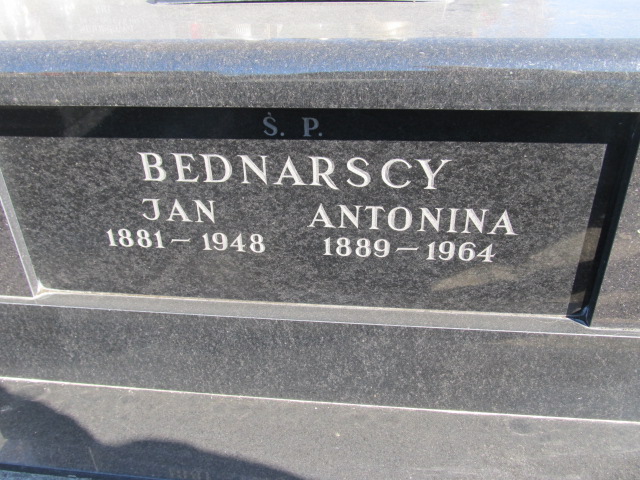 Ś. P.
BEDNARSCY
JAN ANTONINA
1881 – 1948 1889 – 1964